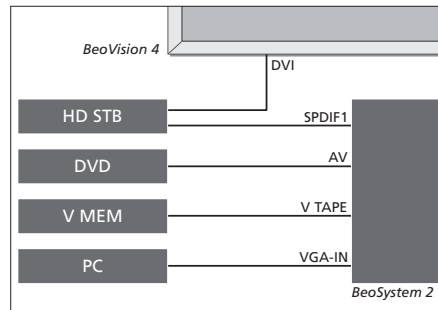 BeoVision 4
DVI
HD STB
SPDIF1
DVD
AV
V MEM
V TAPE
PC
VGA-IN
BeoSystem 2